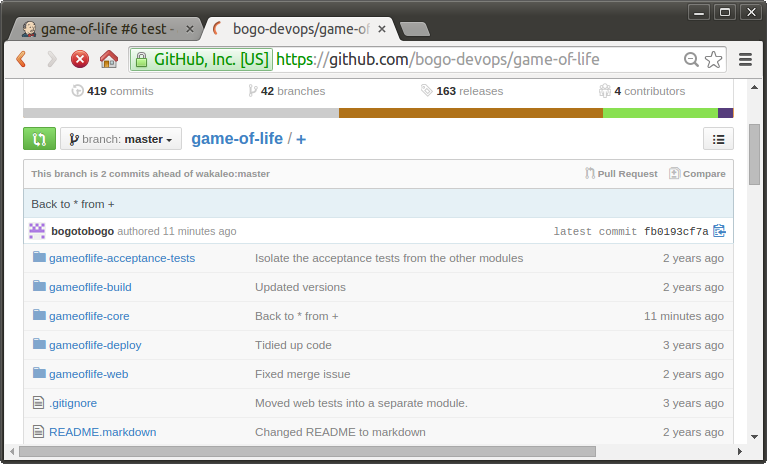 game-of-life #6 test -
bogo-devops/game-of
GitHub, Inc. [US] https://github.com/bogo-devops/game-of-life
419 commits 42 branches 163 releases 4 contributors
branch: master game-of-life / +
This branch is 2 commits ahead of wakaleo:master Pull Request Compare
Back to * from +
bogotobogo authored 11 minutes ago latest commit fb0193cf7a
gameoflife-acceptance-tests Isolate the acceptance tests from the other modules 2 years ago
gameoflife-build Updated versions 2 years ago
gameoflife-core Back to * from + 11 minutes ago
gameoflife-deploy Tidied up code 3 years ago
gameoflife-web Fixed merge issue 2 years ago
.gitignore Moved web tests into a separate module. 3 years ago
README.markdown Changed README to markdown 2 years ago